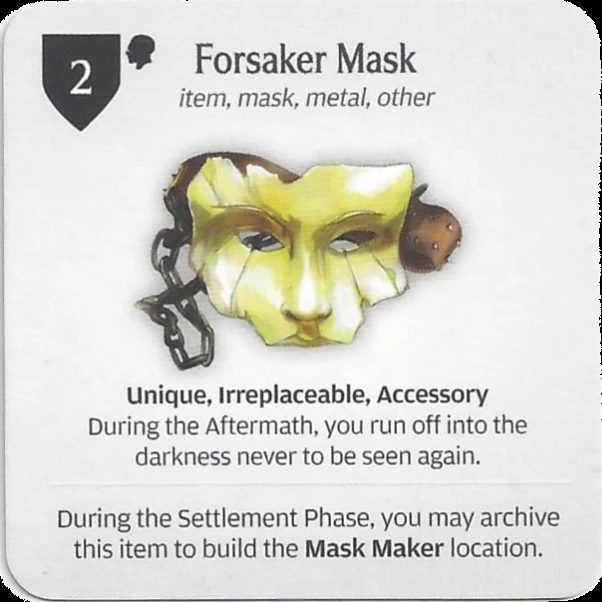 2
Forsaker Mask
item, mask, metal, other
Unique, Irreplaceable, Accessory
During the Aftermath, you run off into the
darkness never to be seen again.
During the Settlement Phase, you may archive
this item to build the Mask Maker location.